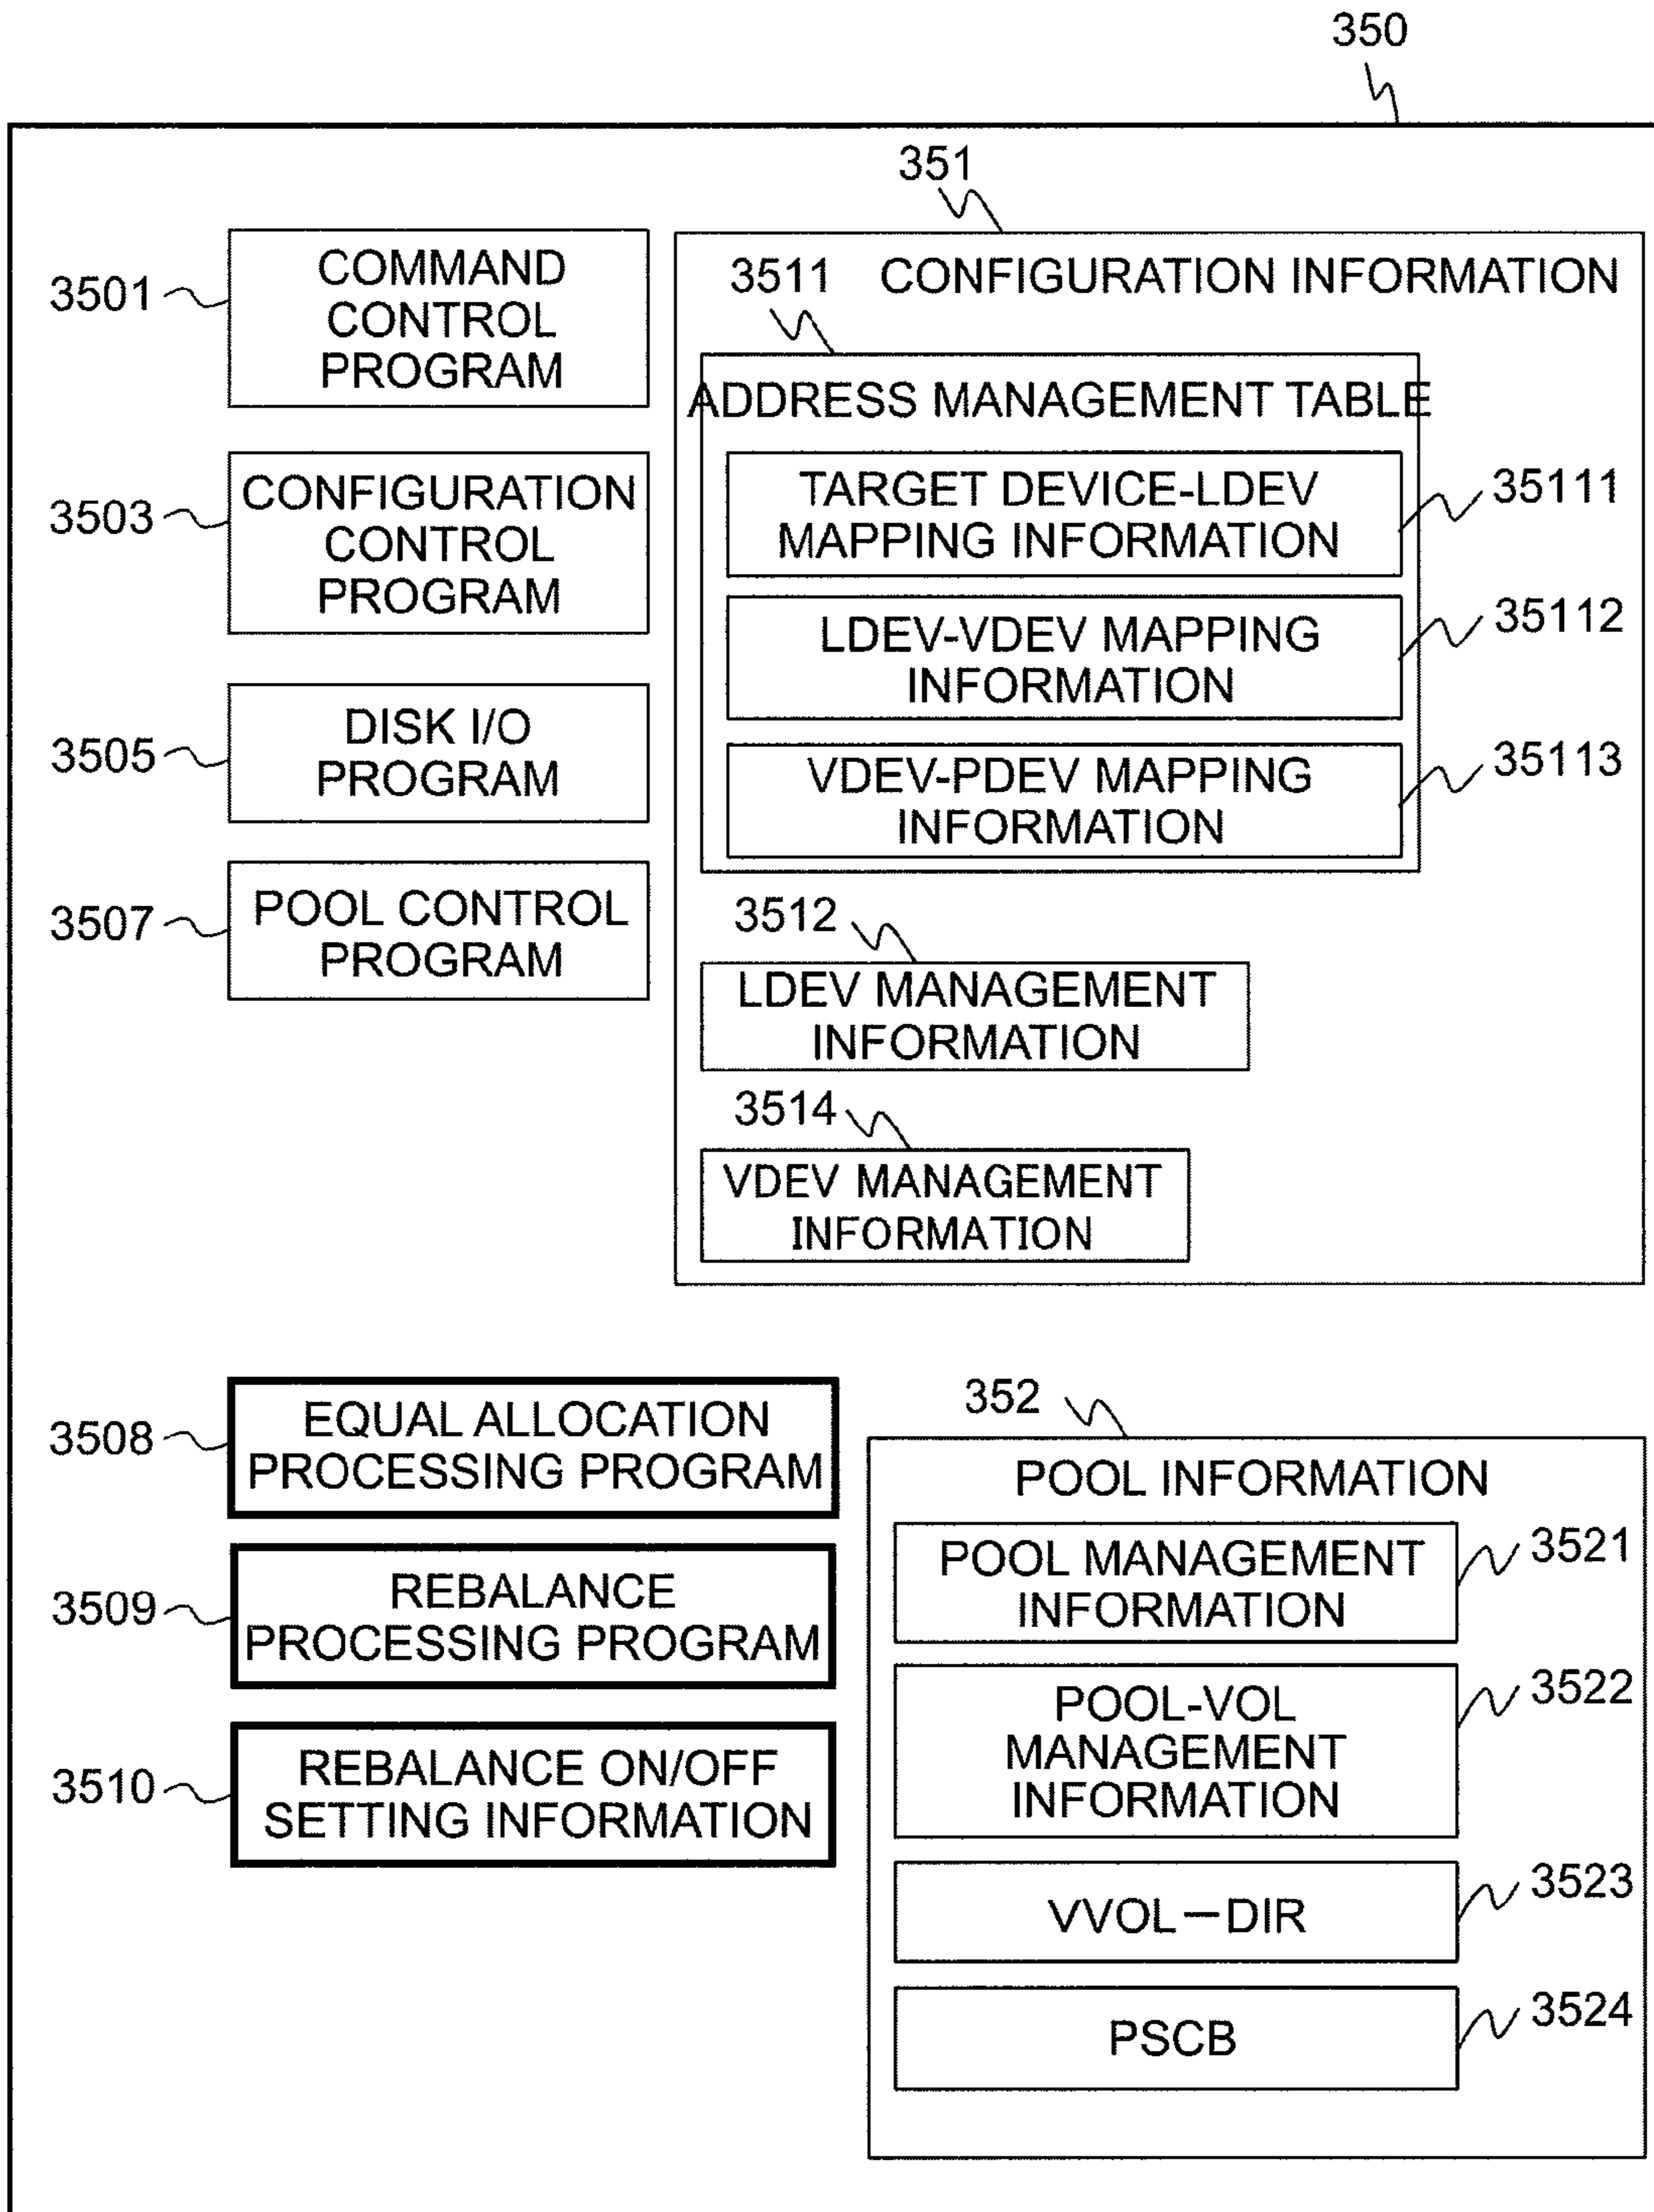 350
351
3501
COMMAND
CONTROL
PROGRAM
3511
CONFIGURATION INFORMATION
ADDRESS MANAGEMENT TABLE
3503
CONFIGURATION
CONTROL
PROGRAM
TARGET DEVICE-LDEV
MAPPING INFORMATION
35111
LDEV-VDEV MAPPING
INFORMATION
35112
3505
DISK I/O
PROGRAM
VDEV-PDEV MAPPING
INFORMATION
35113
3507
POOL CONTROL
PROGRAM
3512
LDEV MANAGEMENT
INFORMATION
3514
VDEV MANAGEMENT
INFORMATION
3508
EQUAL ALLOCATION
PROCESSING PROGRAM
3509
REBALANCE
PROCESSING PROGRAM
3510
REBALANCE ON/OFF
SETTING INFORMATION
352
POOL INFORMATION
POOL MANAGEMENT
INFORMATION
3521
POOL-VOL
MANAGEMENT
INFORMATION
3522
VVOL－DIR
3523
PSCB
3524